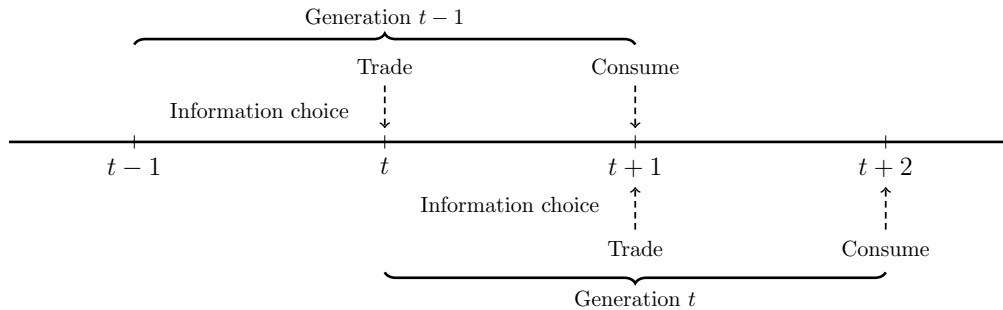 Generation $t-1$
Trade Consume
Information choice
$t-1$ $t$ $t+1$ $t+2$
Information choice
Trade Consume
Generation $t$